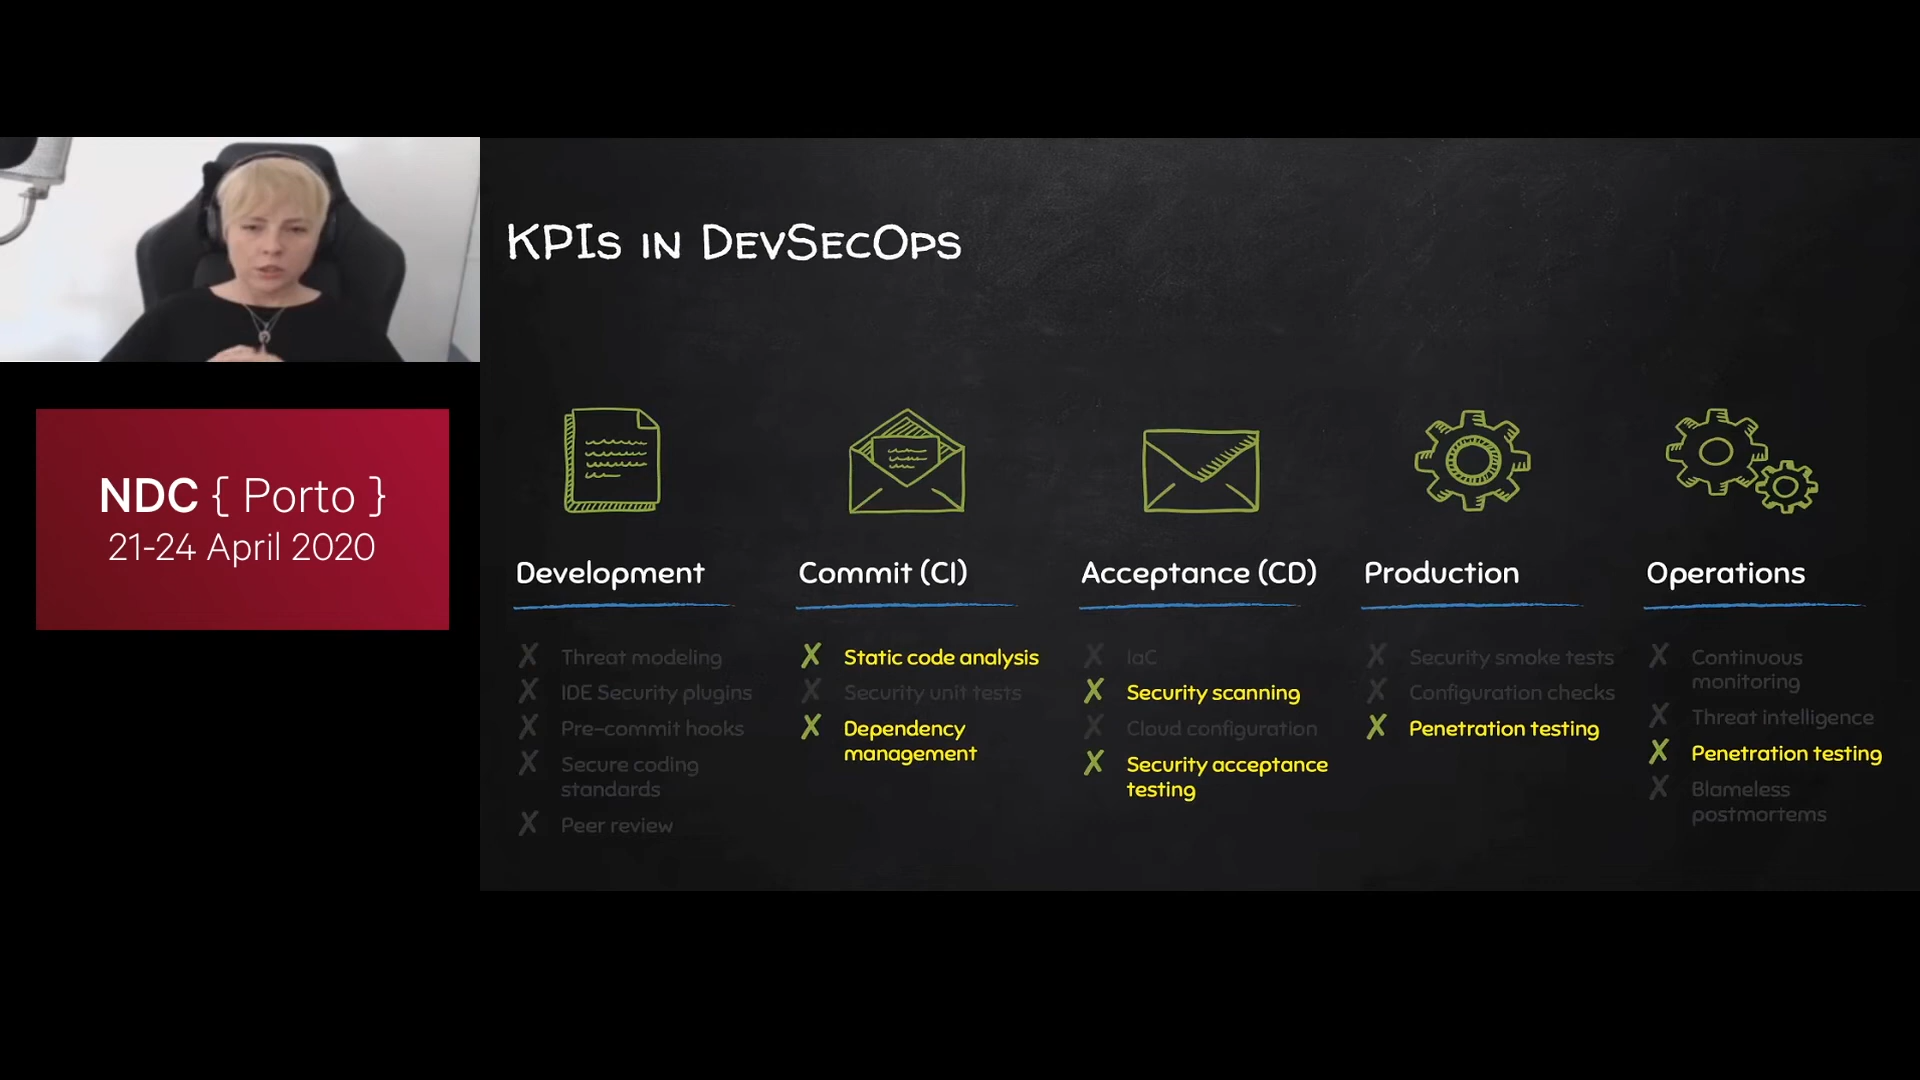 KPIs in DevSecOps
NDC { Porto }
21-24 April 2020
Development
Threat modeling
IDE Security plugins
Pre-commit hooks
Secure coding
standards
Peer review
Commit (CI)
Static code analysis
Security unit tests
Dependency
management
Acceptance (CD)
IaC
Security scanning
Cloud configuration
Security acceptance
testing
Production
Security smoke tests
Configuration checks
Penetration testing
Operations
Continuous
monitoring
Threat intelligence
Penetration testing
Blameless
postmortems